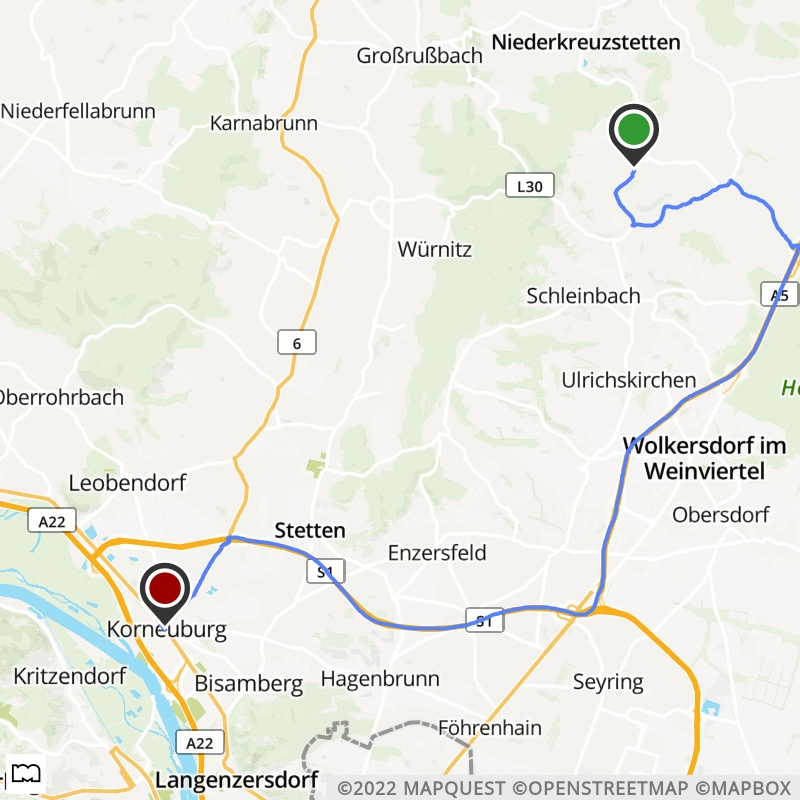 Niederkreuzstetten
Großrußbach
Niederfellabrunn
Karnabrunn
L30
Würnitz
Schleinbach
A5
6
Ulrichskirchen
He
Oberrohrbach
Wolkersdorf im
Weinviertel
Leobendorf
A22
Obersdorf
Stetten
Enzersfeld
S1
S1
Korneuburg
Kritzendorf
Bisamberg
Hagenbrunn
Seyring
Föhrenhain
A22
Langenzersdorf
©2022 MAPQUEST ©OPENSTREETMAP ©MAPBOX